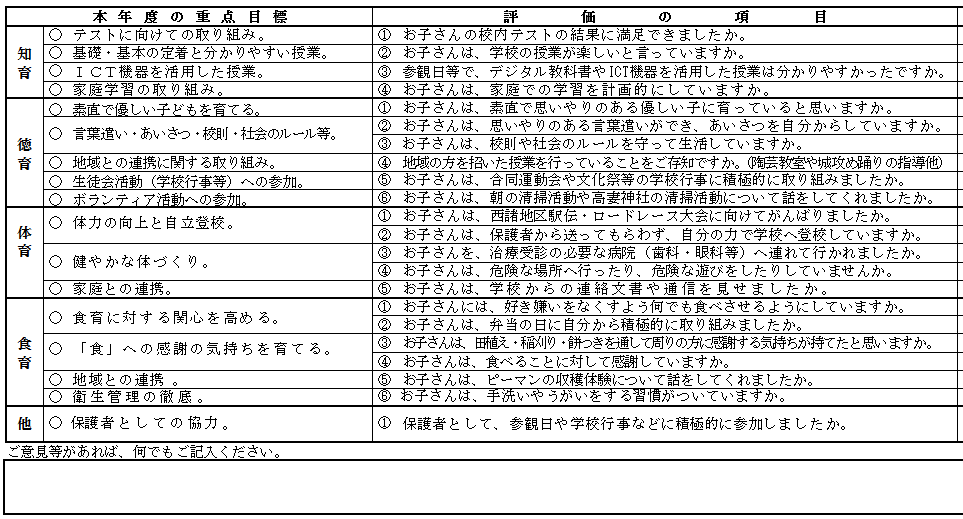 本年度の重点目標 評価の項目
知育
○ テストに向けての取り組み。 ① お子さんの校内テストの結果に満足できましたか。
○ 基礎・基本の定着と分かりやすい授業。 ② お子さんは、学校の授業が楽しいと言っていますか。
○ ＩＣＴ機器を活用した授業。 ③ 参観日等で、デジタル教科書やICT機器を活用した授業は分かりやすかったですか。
○ 家庭学習の取り組み。 ④ お子さんは、家庭での学習を計画的にしていますか。
徳育
○ 素直で優しい子どもを育てる。 ① お子さんは、素直で思いやりのある優しい子に育っていると思いますか。
○ 言葉遣い・あいさつ・校則・社会のルール等。 ② お子さんは、思いやりのある言葉遣いができ、あいさつを自分からしていますか。
③ お子さんは、校則や社会のルールを守って生活していますか。
○ 地域との連携に関する取り組み。 ④ 地域の方を招いた授業を行っていることをご存知ですか。（陶芸教室や城攻め踊りの指導他）
○ 生徒会活動（学校行事等）への参加。 ⑤ お子さんは、合同運動会や文化祭等の学校行事に積極的に取り組みましたか。
○ ボランティア活動への参加。 ⑥ お子さんは、朝の清掃活動や高妻神社の清掃活動について話をしてくれましたか。
体育
○ 体力の向上と自立登校。 ① お子さんは、西諸地区駅伝・ロードレース大会に向けてがんばりましたか。
② お子さんは、保護者から送ってもらわず、自分の力で学校へ登校していますか。
○ 健やかな体づくり。 ③ お子さんを、治療受診の必要な病院（歯科・眼科等）へ連れて行かれましたか。
④ お子さんは、危険な場所へ行ったり、危険な遊びをしたりしていませんか。
○ 家庭との連携。 ⑤ お子さんは、学校からの連絡文書や通信を見せましたか。
食育
○ 食育に対する関心を高める。 ① お子さんには、好き嫌いをなくすよう何でも食べさせるようにしていますか。
② お子さんは、弁当の日に自分から積極的に取り組みましたか。
○ 「食」への感謝の気持ちを育てる。 ③ お子さんは、田植え・稲刈り・餅つきを通して周りの方に感謝する気持ちが持てたと思いますか。
④ お子さんは、食べることに対して感謝していますか。
○ 地域との連携 。 ⑤ お子さんは、ピーマンの収穫体験について話をしてくれましたか。
○ 衛生管理の徹底。 ⑥ お子さんは、手洗いやうがいをする習慣がついていますか。
他 ○ 保護者としての協力。 ① 保護者として、参観日や学校行事などに積極的に参加しましたか。
ご意見等があれば、何でもご記入ください。